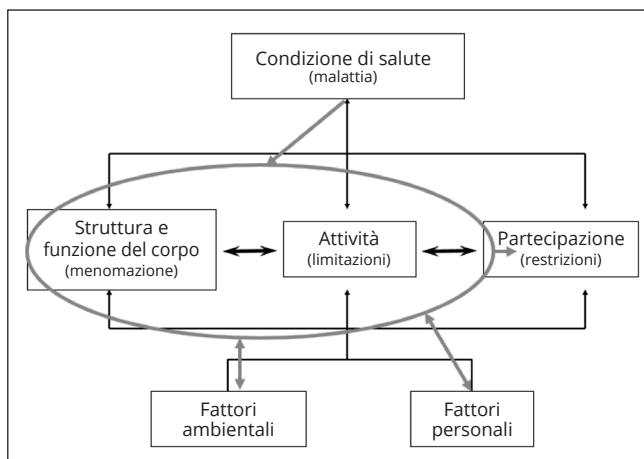 Condizione di salute
(malattia)
Struttura e
funzione del corpo
(menomazione)
Attività
(limitazioni)
Partecipazione
(restrizioni)
Fattori
ambientali
Fattori
personali